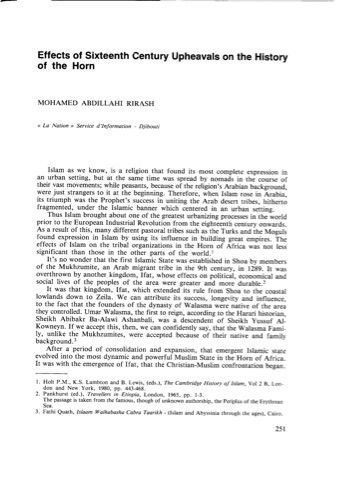 Effects of Sixteenth Century Upheavals on the History
of the Horn
MOHAMED ABDILLAHI RIRASH
« La Nation » Service d'Information - Djibouti
Islam as we know, is a religion that found its most complete expression in
an urban setting, but at the same time was spread by nomads in the course of
their vast movements; while peasants, because of the religion's Arabian background,
were just strangers to it at the beginning. Therefore, when Islam rose in Arabia,
its triumph was the Prophet's success in uniting the Arab desert tribes, hitherto
fragmented, under the Islamic banner which centered in an urban setting.
Thus Islam brought about one of the greatest urbanizing processes in the world
prior to the European Industrial Revolution from the eighteenth century onwards.
As a result of this, many different pastoral tribes such as the Turks and the Moguls
found expression in Islam by using its influence in building great empires. The
effects of Islam on the tribal organizations in the Horn of Africa was not less
significant than those in the other parts of the world.1
It's no wonder that the first Islamic State was established in Shoa by members
of the Mukhzumite, an Arab migrant tribe in the 9th century, in 1289. It was
overthrown by another kingdom, Ifat, whose effects on political, economical and
social lives of the peoples of the area were greater and more durable.2
It was that kingdom, Ifat, which extended its rule from Shoa to the coastal
lowlands down to Zeila. We can attribute its success, longevity and influence,
to the fact that the founders of the dynasty of Walasma were native of the area
they controlled. Umar Walasma, the first to reign, according to the Harari historian,
Sheikh Abibakr Ba-Alawi Ashanbali, was a descendent of Sheikh Yussuf Al-
Kowneyn. If we accept this, then, we can confidently say, that the Walasma Fami-
ly, unlike the Mukhzumites, were accepted because of their native and family
background.3
After a period of consolidation and expansion, that emergent Islamic state
evolved into the most dynamic and powerful Muslim State in the Horn of Africa.
It was with the emergence of Ifat, that the Christian-Muslim confrontation began.
1. Holt P.M., K.S. Lambton and B. Lewis, (eds.), The Cambridge History of Islam, Vol 2 B, Lon-
don and New York, 1980, pp. 463-468.
2. Pankhurst (ed.), Travellers in Etiopia, London, 1965, pp. 1-3.
The passage is taken from the famous, though of unknown authorship, the Periplus of the Erythrean
Sea.
3. Fathi Quath, Islaam Walhabasha Cabra Taarikh - (Islam and Abyssinia through the ages), Cairo.
251